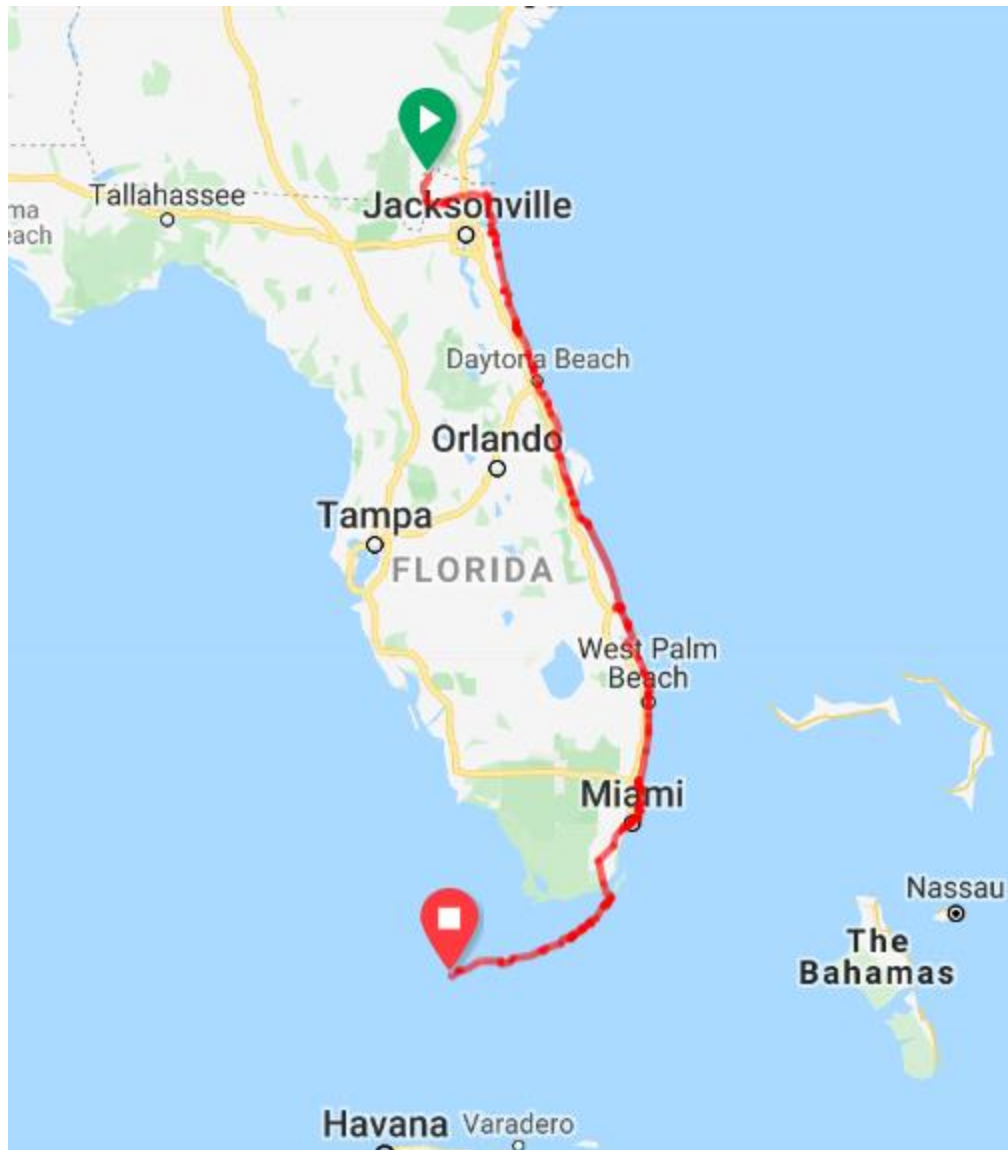 Tallahassee
ma
each
Jacksonville
Daytona Beach
Orlando
Tampa
FLORIDA
West Palm
Beach
Miami
Nassau
The
Bahamas
Havana
Varadero